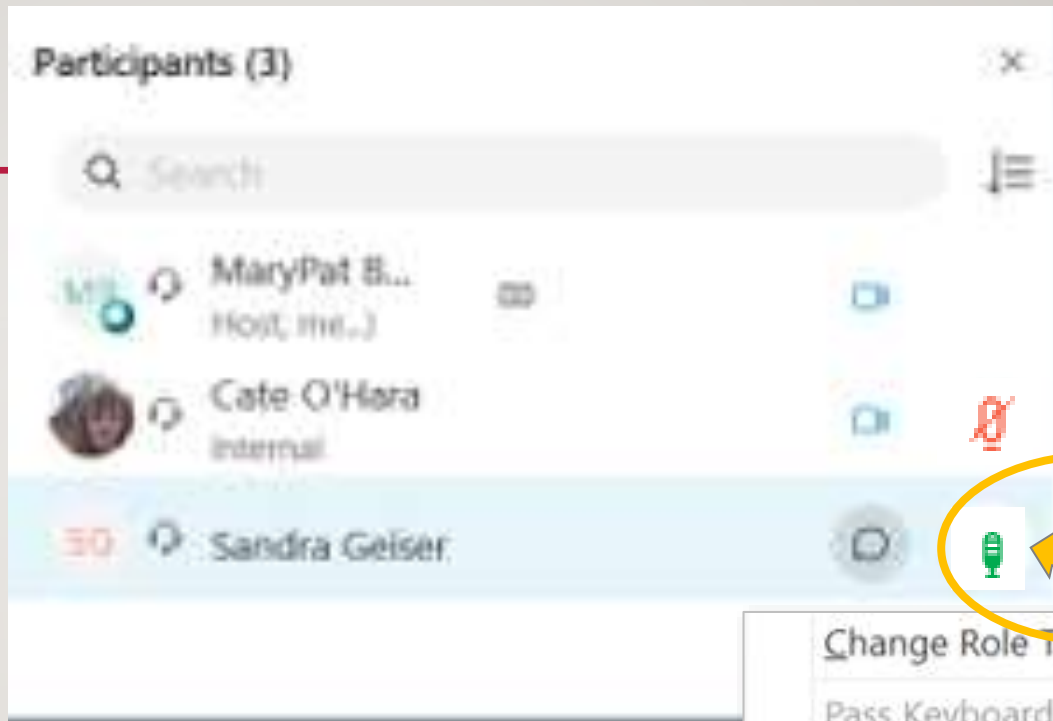 Participants (3)
Search
MaryPat B...
Host, me...)
Cate O'Hara
Internal
SG
Sandra Geiser
Change Role T
Pass Keyboard